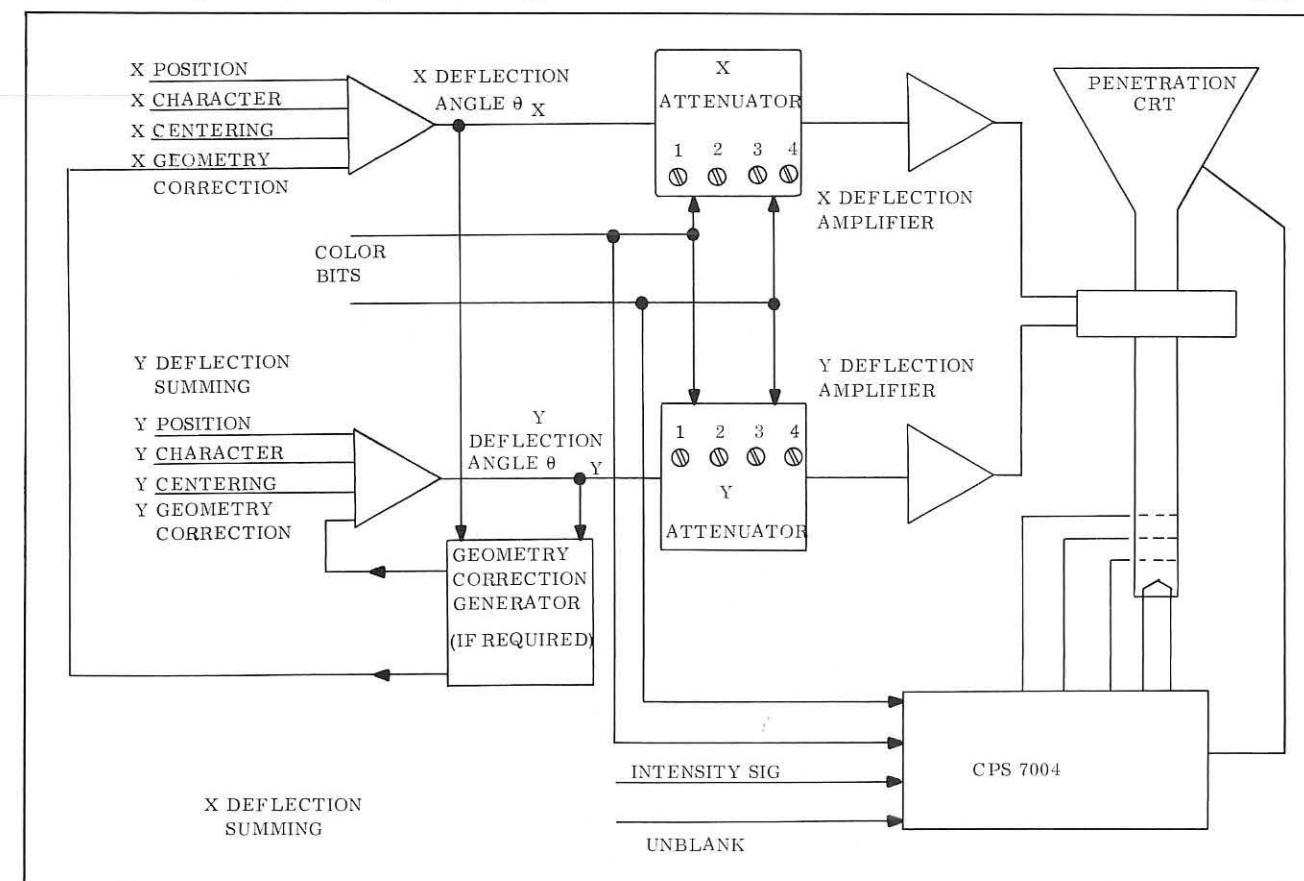 X POSITION
X CHARACTER
X CENTERING
X GEOMETRY
CORRECTION
X DEFLECTION
ANGLE θ X
X
ATTENUATOR
1 2 3 4
PENETRATION
CRT
X DEFLECTION
AMPLIFIER
COLOR
BITS
Y DEFLECTION
SUMMING
Y POSITION
Y CHARACTER
Y CENTERING
Y GEOMETRY
CORRECTION
Y
DEFLECTION
ANGLE θ Y
1 2 3 4
Y
ATTENUATOR
Y DEFLECTION
AMPLIFIER
GEOMETRY
CORRECTION
GENERATOR
(IF REQUIRED)
INTENSITY SIG
UNBLANK
CPS 7004
X DEFLECTION
SUMMING